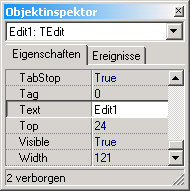 Objektinspektor
Edit1: TEdit
Eigenschaften Ereignisse
TabStop True
Tag 0
Text Edit1
Top 24
Visible True
Width 121
2 verborgen